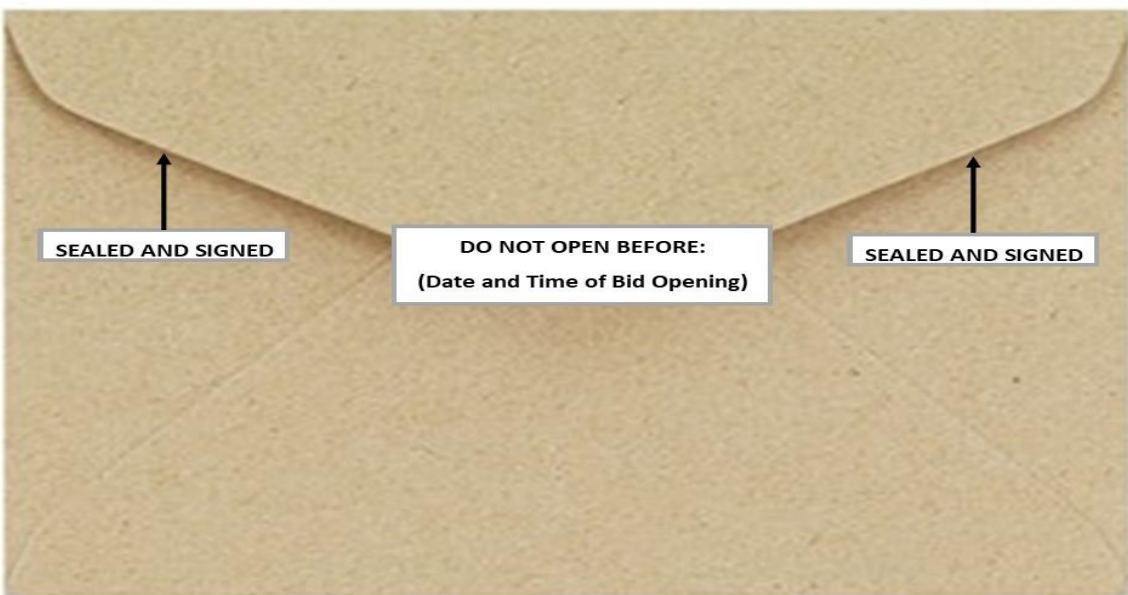 DO NOT OPEN BEFORE:
(Date and Time of Bid Opening)
SEALED AND SIGNED
SEALED AND SIGNED